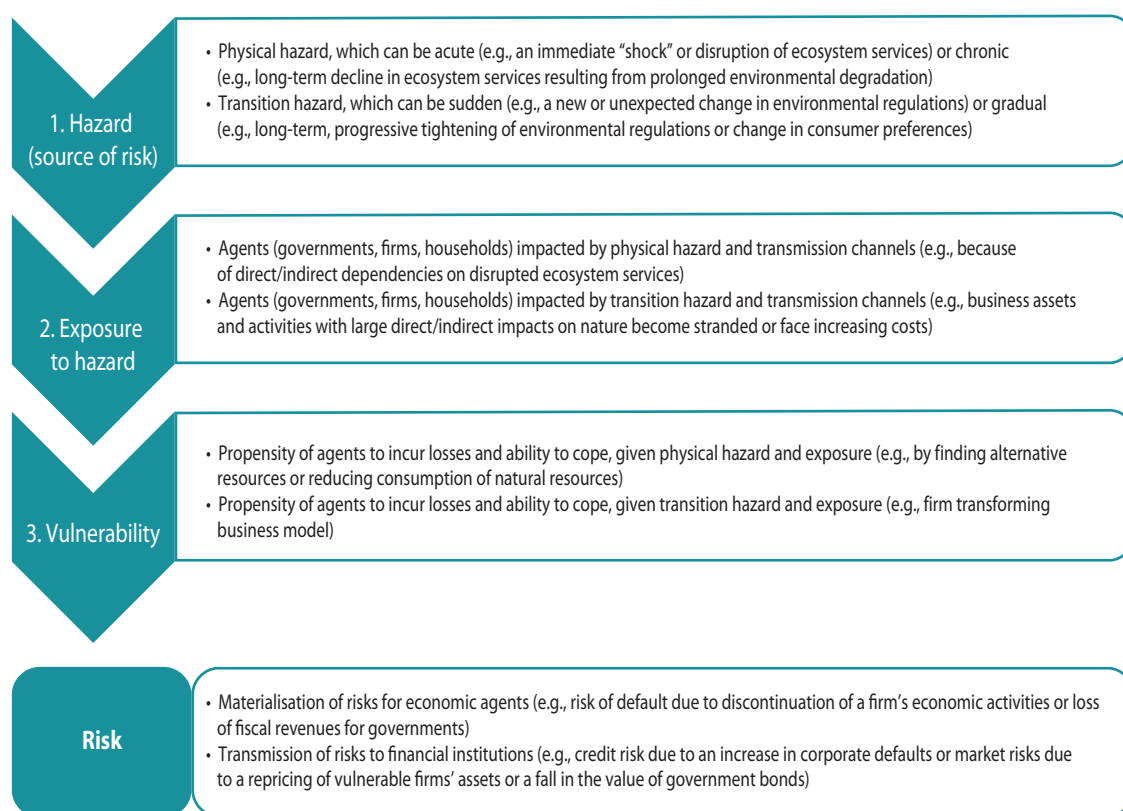 1. Hazard
(source of risk)
• Physical hazard, which can be acute (e.g., an immediate “shock” or disruption of ecosystem services) or chronic
(e.g., long-term decline in ecosystem services resulting from prolonged environmental degradation)
• Transition hazard, which can be sudden (e.g., a new or unexpected change in environmental regulations) or gradual
(e.g., long-term, progressive tightening of environmental regulations or change in consumer preferences)
2. Exposure
to hazard
• Agents (governments, firms, households) impacted by physical hazard and transmission channels (e.g., because
of direct/indirect dependencies on disrupted ecosystem services)
• Agents (governments, firms, households) impacted by transition hazard and transmission channels (e.g., business assets
and activities with large direct/indirect impacts on nature become stranded or face increasing costs)
3. Vulnerability
• Propensity of agents to incur losses and ability to cope, given physical hazard and exposure (e.g., by finding alternative
resources or reducing consumption of natural resources)
• Propensity of agents to incur losses and ability to cope, given transition hazard and exposure (e.g., firm transforming
business model)
Risk
• Materialisation of risks for economic agents (e.g., risk of default due to discontinuation of a firm’s economic activities or loss
of fiscal revenues for governments)
• Transmission of risks to financial institutions (e.g., credit risk due to an increase in corporate defaults or market risks due
to a repricing of vulnerable firms’ assets or a fall in the value of government bonds)